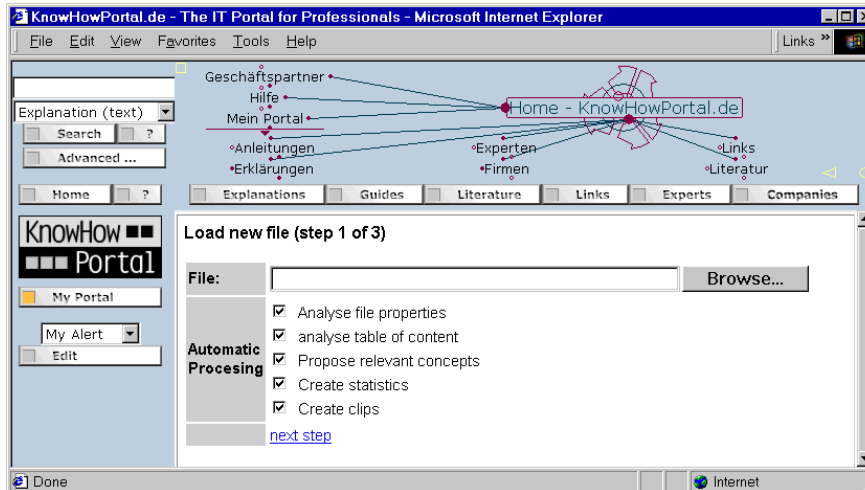 KnowHowPortal.de - The IT Portal for Professionals - Microsoft Internet Explorer
File Edit View Favorites Tools Help Links »
Geschäftspartner
Hilfe
Mein Portal
Home - KnowHowPortal.de
Anleitungen Experten Links
Erklärungen Firmen Literatur
Explanation (text)
Search ?
Advanced ...
Home ?
Explanations Guides Literature Links Experts Companies
KnowHow
Portal
My Portal
My Alert
Edit
Load new file (step 1 of 3)
File: Browse...
Automatic
Procesing
Analyse file properties
analyse table of content
Propose relevant concepts
Create statistics
Create clips
next step
Done Internet